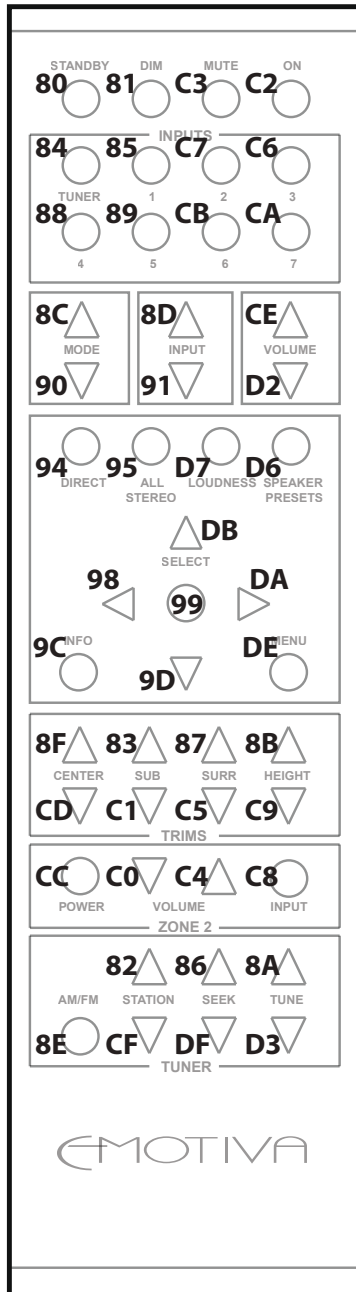 STANDBY DIM MUTE ON
80 81 C3 C2
INPUTS
84 85 C7 C6
TUNER 1 2 3
88 89 CB CA
4 5 6 7
8C 8D CE
MODE INPUT VOLUME
90 91 D2
94 95 D7 D6
DIRECT ALL STEREO LOUDNESS SPEAKER PRESETS
DB
SELECT
98 99 DA
INFO MENU
9C 9D DE
8F 83 87 8B
CENTER SUB SURR HEIGHT
CD C1 C5 C9
TRIMS
CC C0 C4 C8
POWER VOLUME INPUT
ZONE 2
82 86 8A
AM/FM STATION SEEK TUNE
8E CF DF D3
TUNER
EMOTIVA